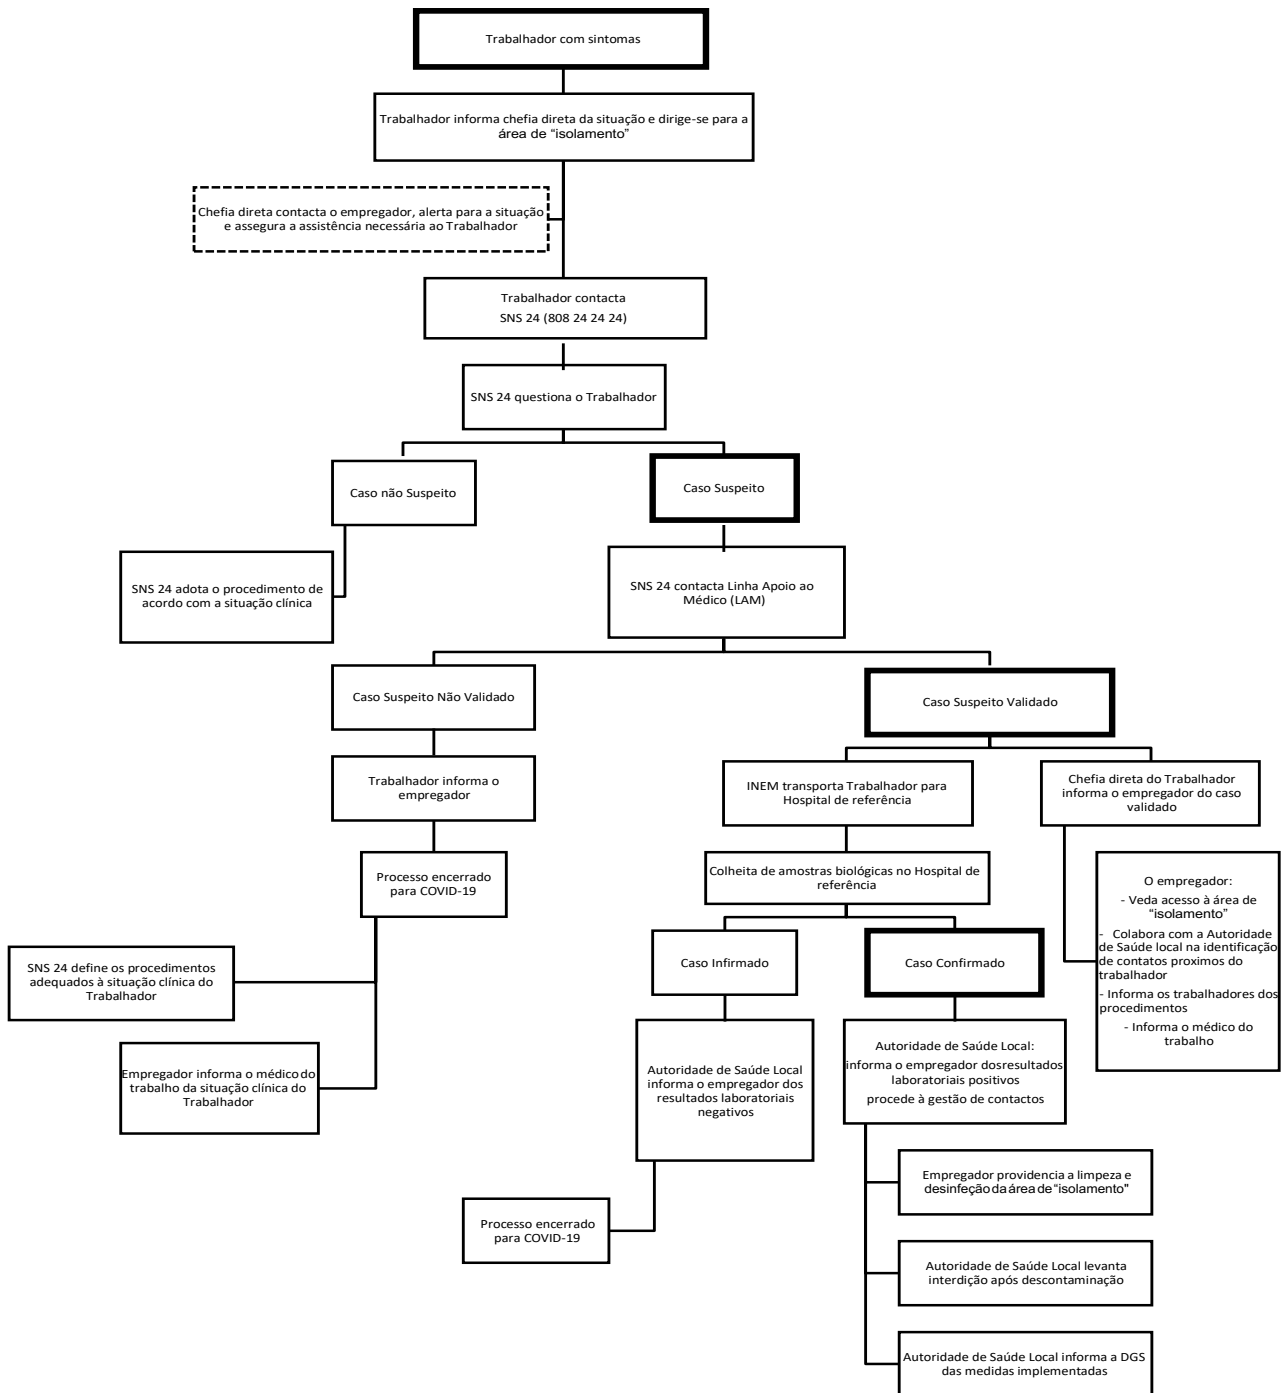 Trabalhador com sintomas
Trabalhador informa chefia direta da situação e dirige-se para a
área de “isolamento”
Chefia direta contacta o empregador, alerta para a situação
e assegura a assistência necessária ao Trabalhador
Trabalhador contacta
SNS 24 (808 24 24 24)
SNS 24 questiona o Trabalhador
Caso não Suspeito
Caso Suspeito
SNS 24 adota o procedimento de
acordo com a situação clínica
SNS 24 contacta Linha Apoio ao
Médico (LAM)
Caso Suspeito Não Validado
Caso Suspeito Validado
Trabalhador informa o
empregador
INEM transporta Trabalhador para
Hospital de referência
Chefia direta do Trabalhador
informa o empregador do caso
validado
Processo encerrado
para COVID-19
Colheita de amostras biológicas no Hospital de
referência
O empregador:
- Veda acesso à área de
“isolamento”
- Colabora com a Autoridade
de Saúde local na identificação
de contatos proximos do
trabalhador
- Informa os trabalhadores dos
procedimentos
- Informa o médico do
trabalho
SNS 24 define os procedimentos
adequados à situação clínica do
Trabalhador
Caso Infirmado
Caso Confirmado
Empregador informa o médico do
trabalho da situação clínica do
Trabalhador
Autoridade de Saúde Local
informa o empregador dos
resultados laboratoriais
negativos
Autoridade de Saúde Local:
informa o empregador dosresultados
laboratoriais positivos
procede à gestão de contactos
Processo encerrado
para COVID-19
Empregador providencia a limpeza e
desinfeção da área de “isolamento”
Autoridade de Saúde Local levanta
interdição após descontaminação
Autoridade de Saúde Local informa a DGS
das medidas implementadas